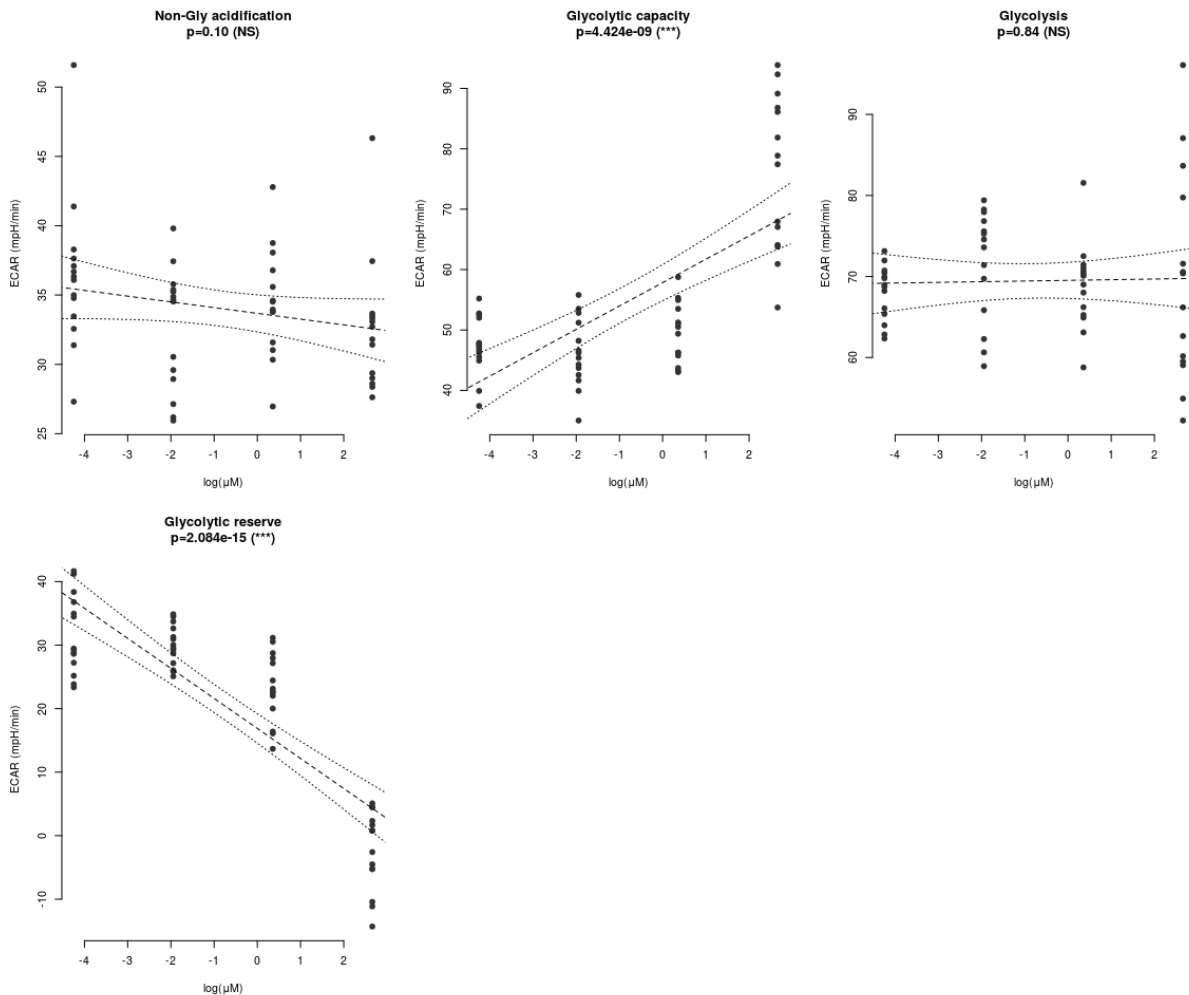 Non-Gly acidification
p=0.10 (NS)
ECAR (mpH/min)
50
45
40
35
30
25
-4 -3 -2 -1 0 1 2
log(µM)
Glycolytic capacity
p=4.424e-09 (***)
ECAR (mpH/min)
90
80
70
60
50
40
-4 -3 -2 -1 0 1 2
log(µM)
Glycolysis
p=0.84 (NS)
ECAR (mpH/min)
90
80
70
60
-4 -3 -2 -1 0 1 2
log(µM)
Glycolytic reserve
p=2.084e-15 (***)
ECAR (mpH/min)
40
30
20
10
0
-10
-4 -3 -2 -1 0 1 2
log(µM)